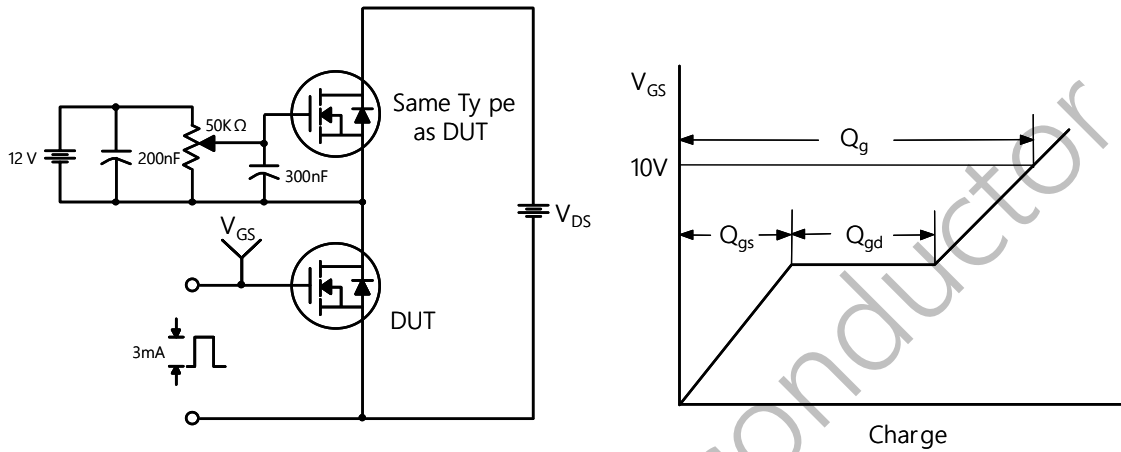 12 V
200nF
50KΩ
300nF
Same Ty pe
as DUT
V_DS
V_GS
DUT
3mA
V_GS
10V
Q_g
Q_gs
Q_gd
Charge
onductor